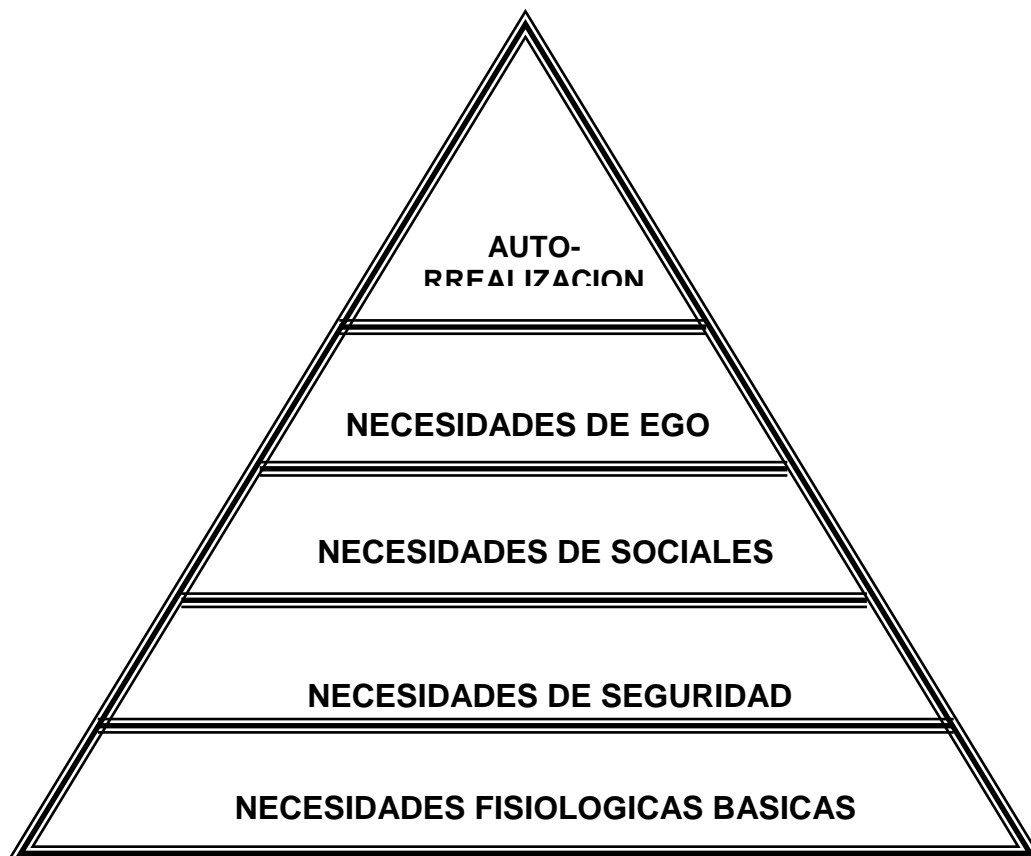 AUTO-
RREALIZACION
NECESIDADES DE EGO
NECESIDADES DE SOCIALES
NECESIDADES DE SEGURIDAD
NECESIDADES FISIOLOGICAS BASICAS